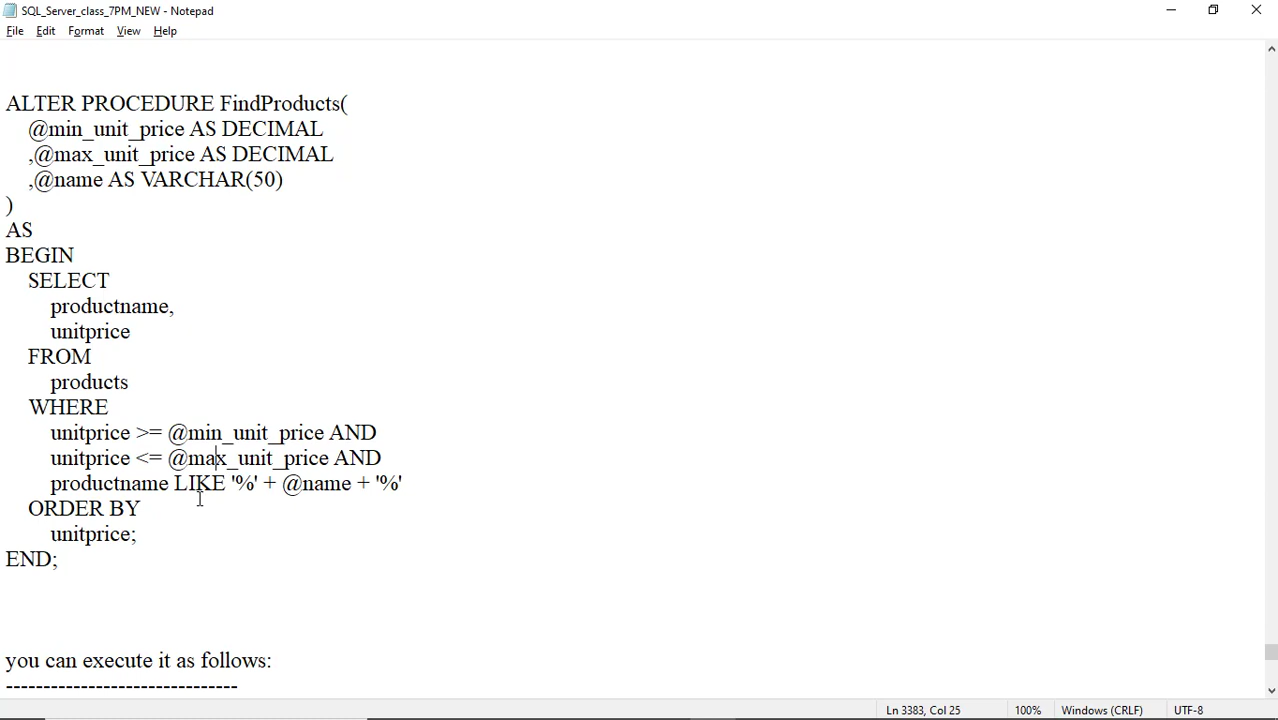 SQL_Server_class_7PM_NEW - Notepad
File Edit Format View Help
ALTER PROCEDURE FindProducts(
@min_unit_price AS DECIMAL
,@max_unit_price AS DECIMAL
,@name AS VARCHAR(50)
)
AS
BEGIN
SELECT
productname,
unitprice
FROM
products
WHERE
unitprice >= @min_unit_price AND
unitprice <= @max_unit_price AND
productname LIKE '%' + @name + '%'
ORDER BY
unitprice;
END;
you can execute it as follows:
-------------------------------
Ln 3383, Col 25 100% Windows (CRLF) UTF-8